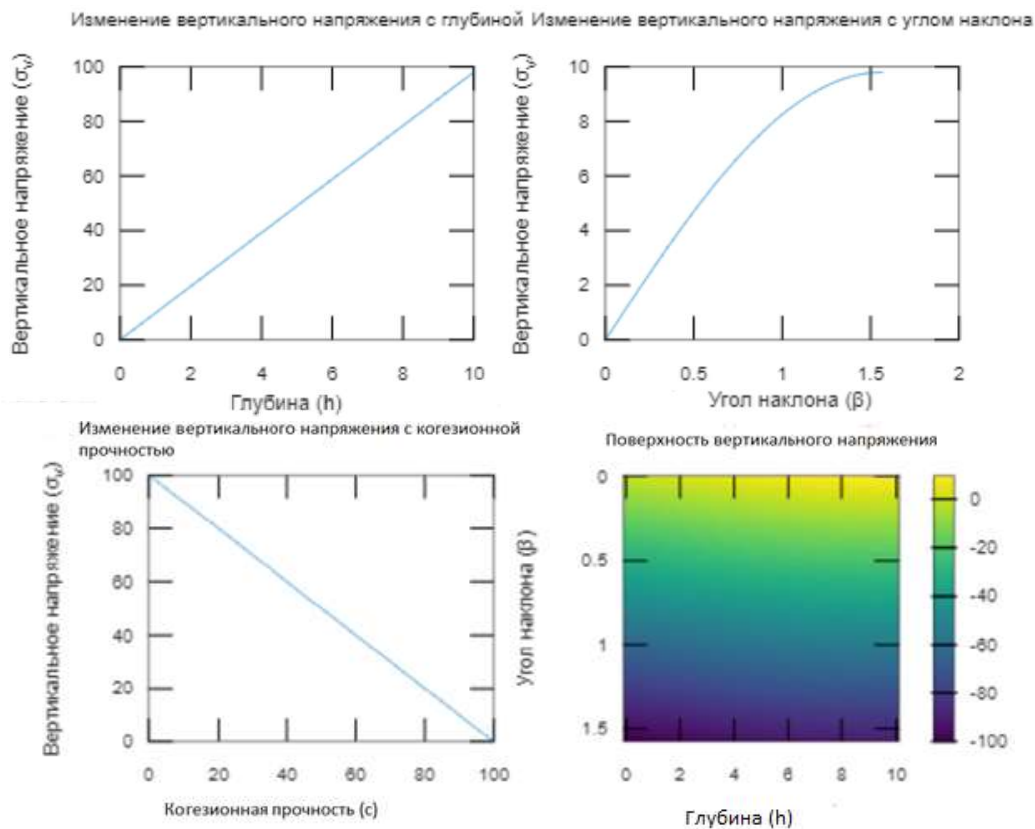 Изменение вертикального напряжения с глубиной
Вертикальное напряжение (σᵥ)
100
80
60
40
20
0
0 2 4 6 8 10
Глубина (h)
Изменение вертикального напряжения с углом наклона
Вертикальное напряжение (σᵥ)
10
8
6
4
2
0
0 0.5 1 1.5 2
Угол наклона (β)
Изменение вертикального напряжения с когезионной
прочностью
Вертикальное напряжение (σᵥ)
100
80
60
40
20
0
0 20 40 60 80 100
Когезионная прочность (c)
Поверхность вертикального напряжения
Угол наклона (β)
0
0.5
1
1.5
0 2 4 6 8 10
Глубина (h)
0
-20
-40
-60
-80
-100